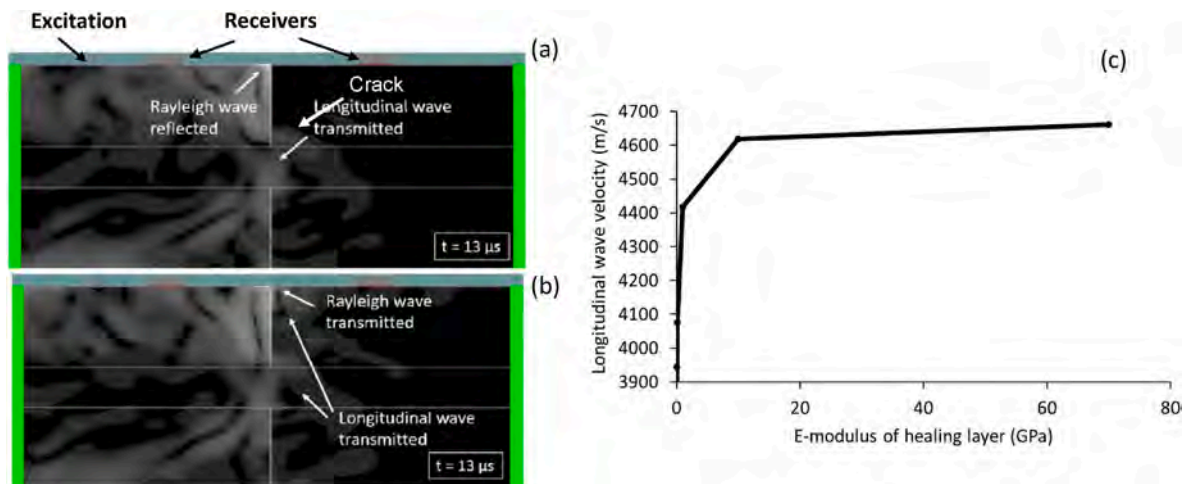 Excitation
Receivers
(a)
Crack
Rayleigh wave
reflected
Longitudinal wave
transmitted
t = 13 µs
(b)
Rayleigh wave
transmitted
Longitudinal wave
transmitted
t = 13 µs
(c)
Longitudinal wave velocity (m/s)
4700
4600
4500
4400
4300
4200
4100
4000
3900
0 20 40 60 80
E-modulus of healing layer (GPa)